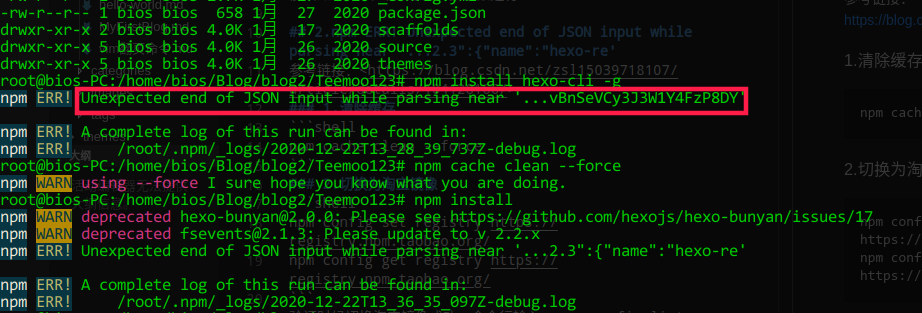 -rw-r--r-- 1 bios bios  658 1月   27  2020 package.json
drwxr-xr-x 5 bios bios 4.0K 1月   17  2020 scaffolds
drwxr-xr-x 5 bios bios 4.0K 1月   26  2020 source
drwxr-xr-x 5 bios bios 4.0K 1月   26  2020 themes
root@bios-PC:/home/bios/Blog/blog2/Teemoo123# npm install hexo-cli -g
npm ERR! Unexpected end of JSON input while parsing near '...vBnSeVCy3J3W1Y4FzP8DY'
npm ERR! A complete log of this run can be found in:
npm ERR!     /root/.npm/_logs/2020-12-22T13_28_39_737Z-debug.log
root@bios-PC:/home/bios/Blog/blog2/Teemoo123# npm cache clean --force
npm WARN using --force I sure hope you know what you are doing.
root@bios-PC:/home/bios/Blog/blog2/Teemoo123# npm install
npm WARN deprecated hexo-bunyan@2.0.0: Please see https://github.com/hexojs/hexo-bunyan/issues/17
npm WARN deprecated fsevents@2.1.3: Please update to v 2.2.x
npm ERR! Unexpected end of JSON input while parsing near '...2.3":{"name":"hexo-re'
npm ERR! A complete log of this run can be found in:
npm ERR!     /root/.npm/_logs/2020-12-22T13_36_35_097Z-debug.log
https://blog.c
1.清除缓存
npm cach
2.切换为淘
npm conf
https://
npm conf
https://